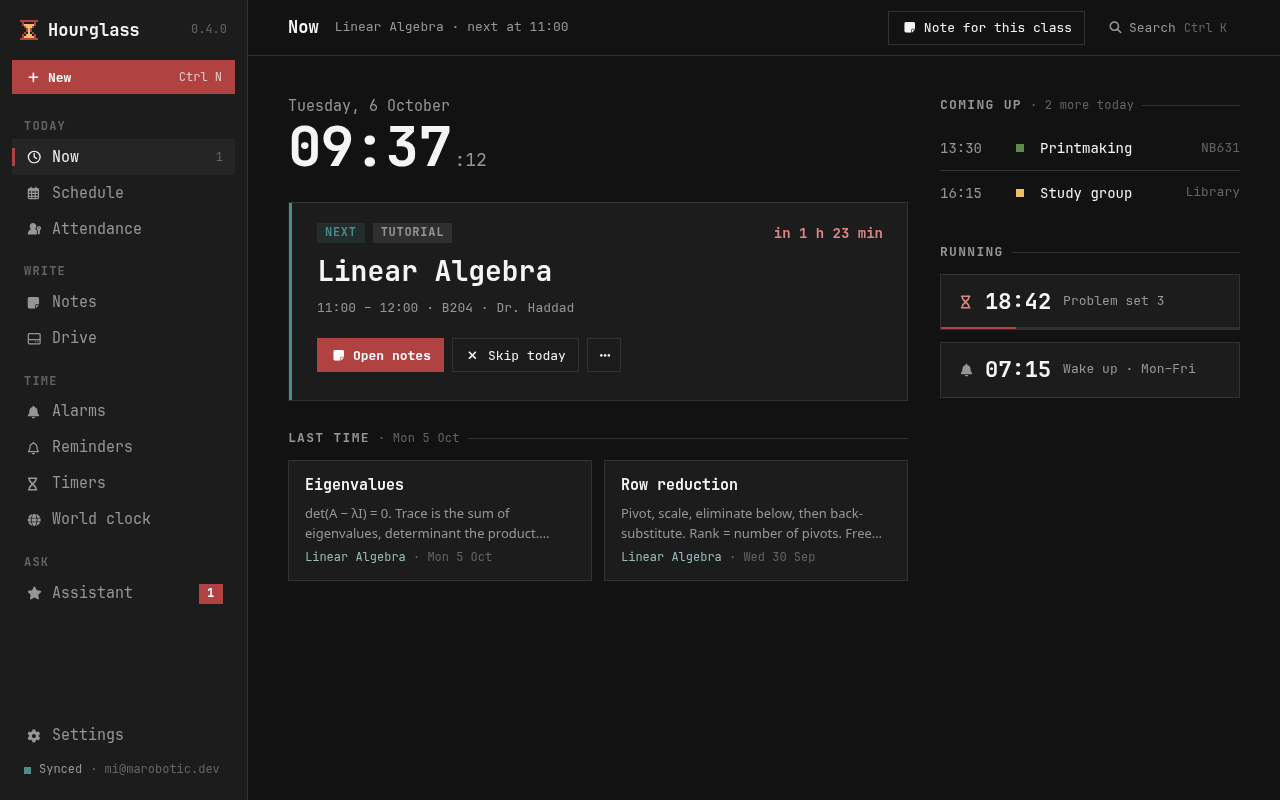 Hourglass 0.4.0
New Ctrl N
TODAY
Now 1
Schedule
Attendance
WRITE
Notes
Drive
TIME
Alarms
Reminders
Timers
World clock
ASK
Assistant 1
Settings
Synced · mi@marobotic.dev
Now Linear Algebra · next at 11:00
Note for this class
Search Ctrl K
Tuesday, 6 October
09:37 :12
NEXT TUTORIAL in 1 h 23 min
Linear Algebra
11:00 – 12:00 · B204 · Dr. Haddad
Open notes
Skip today
LAST TIME · Mon 5 Oct
Eigenvalues
det(A − λI) = 0. Trace is the sum of
eigenvalues, determinant the product....
Linear Algebra · Mon 5 Oct
Row reduction
Pivot, scale, eliminate below, then back-
substitute. Rank = number of pivots. Free...
Linear Algebra · Wed 30 Sep
COMING UP · 2 more today
13:30 Printmaking NB631
16:15 Study group Library
RUNNING
18:42 Problem set 3
07:15 Wake up · Mon–Fri